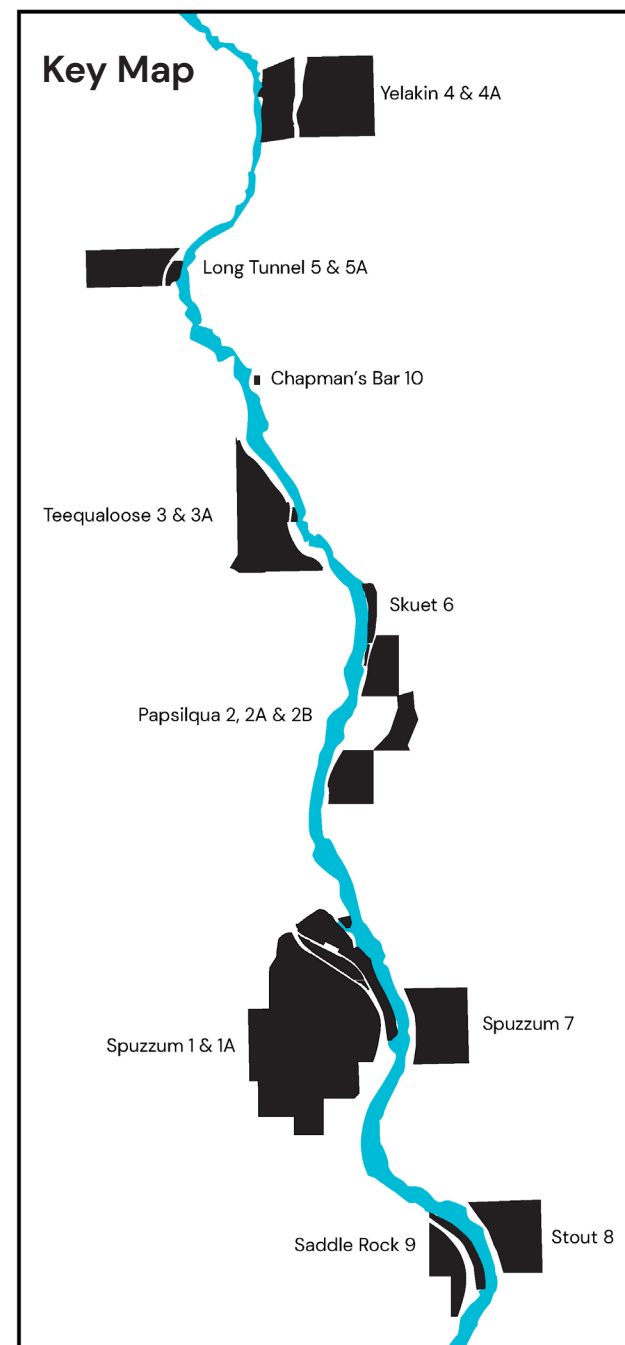 Key Map
Yelakin 4 & 4A
Long Tunnel 5 & 5A
Chapman’s Bar 10
Teequaloose 3 & 3A
Skuet 6
Papsilqua 2, 2A & 2B
Spuzzum 7
Spuzzum 1 & 1A
Stout 8
Saddle Rock 9